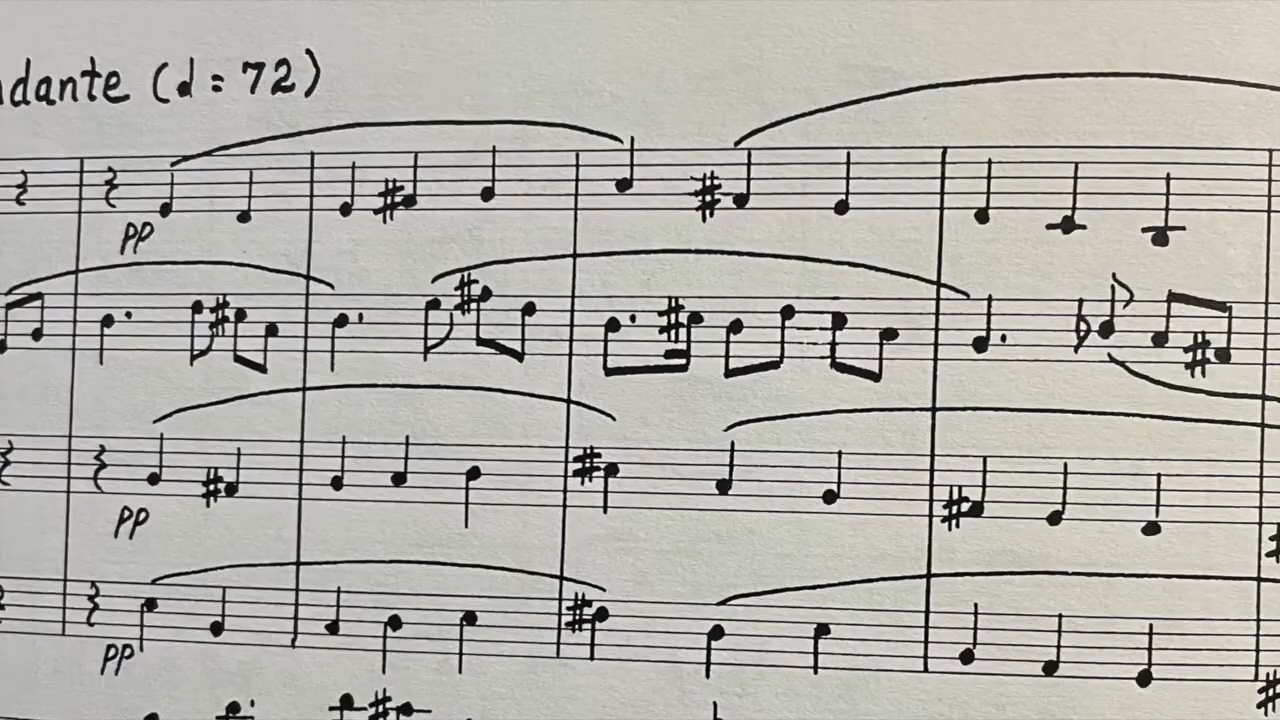 ndante (d = 72)
pp
pp
pp